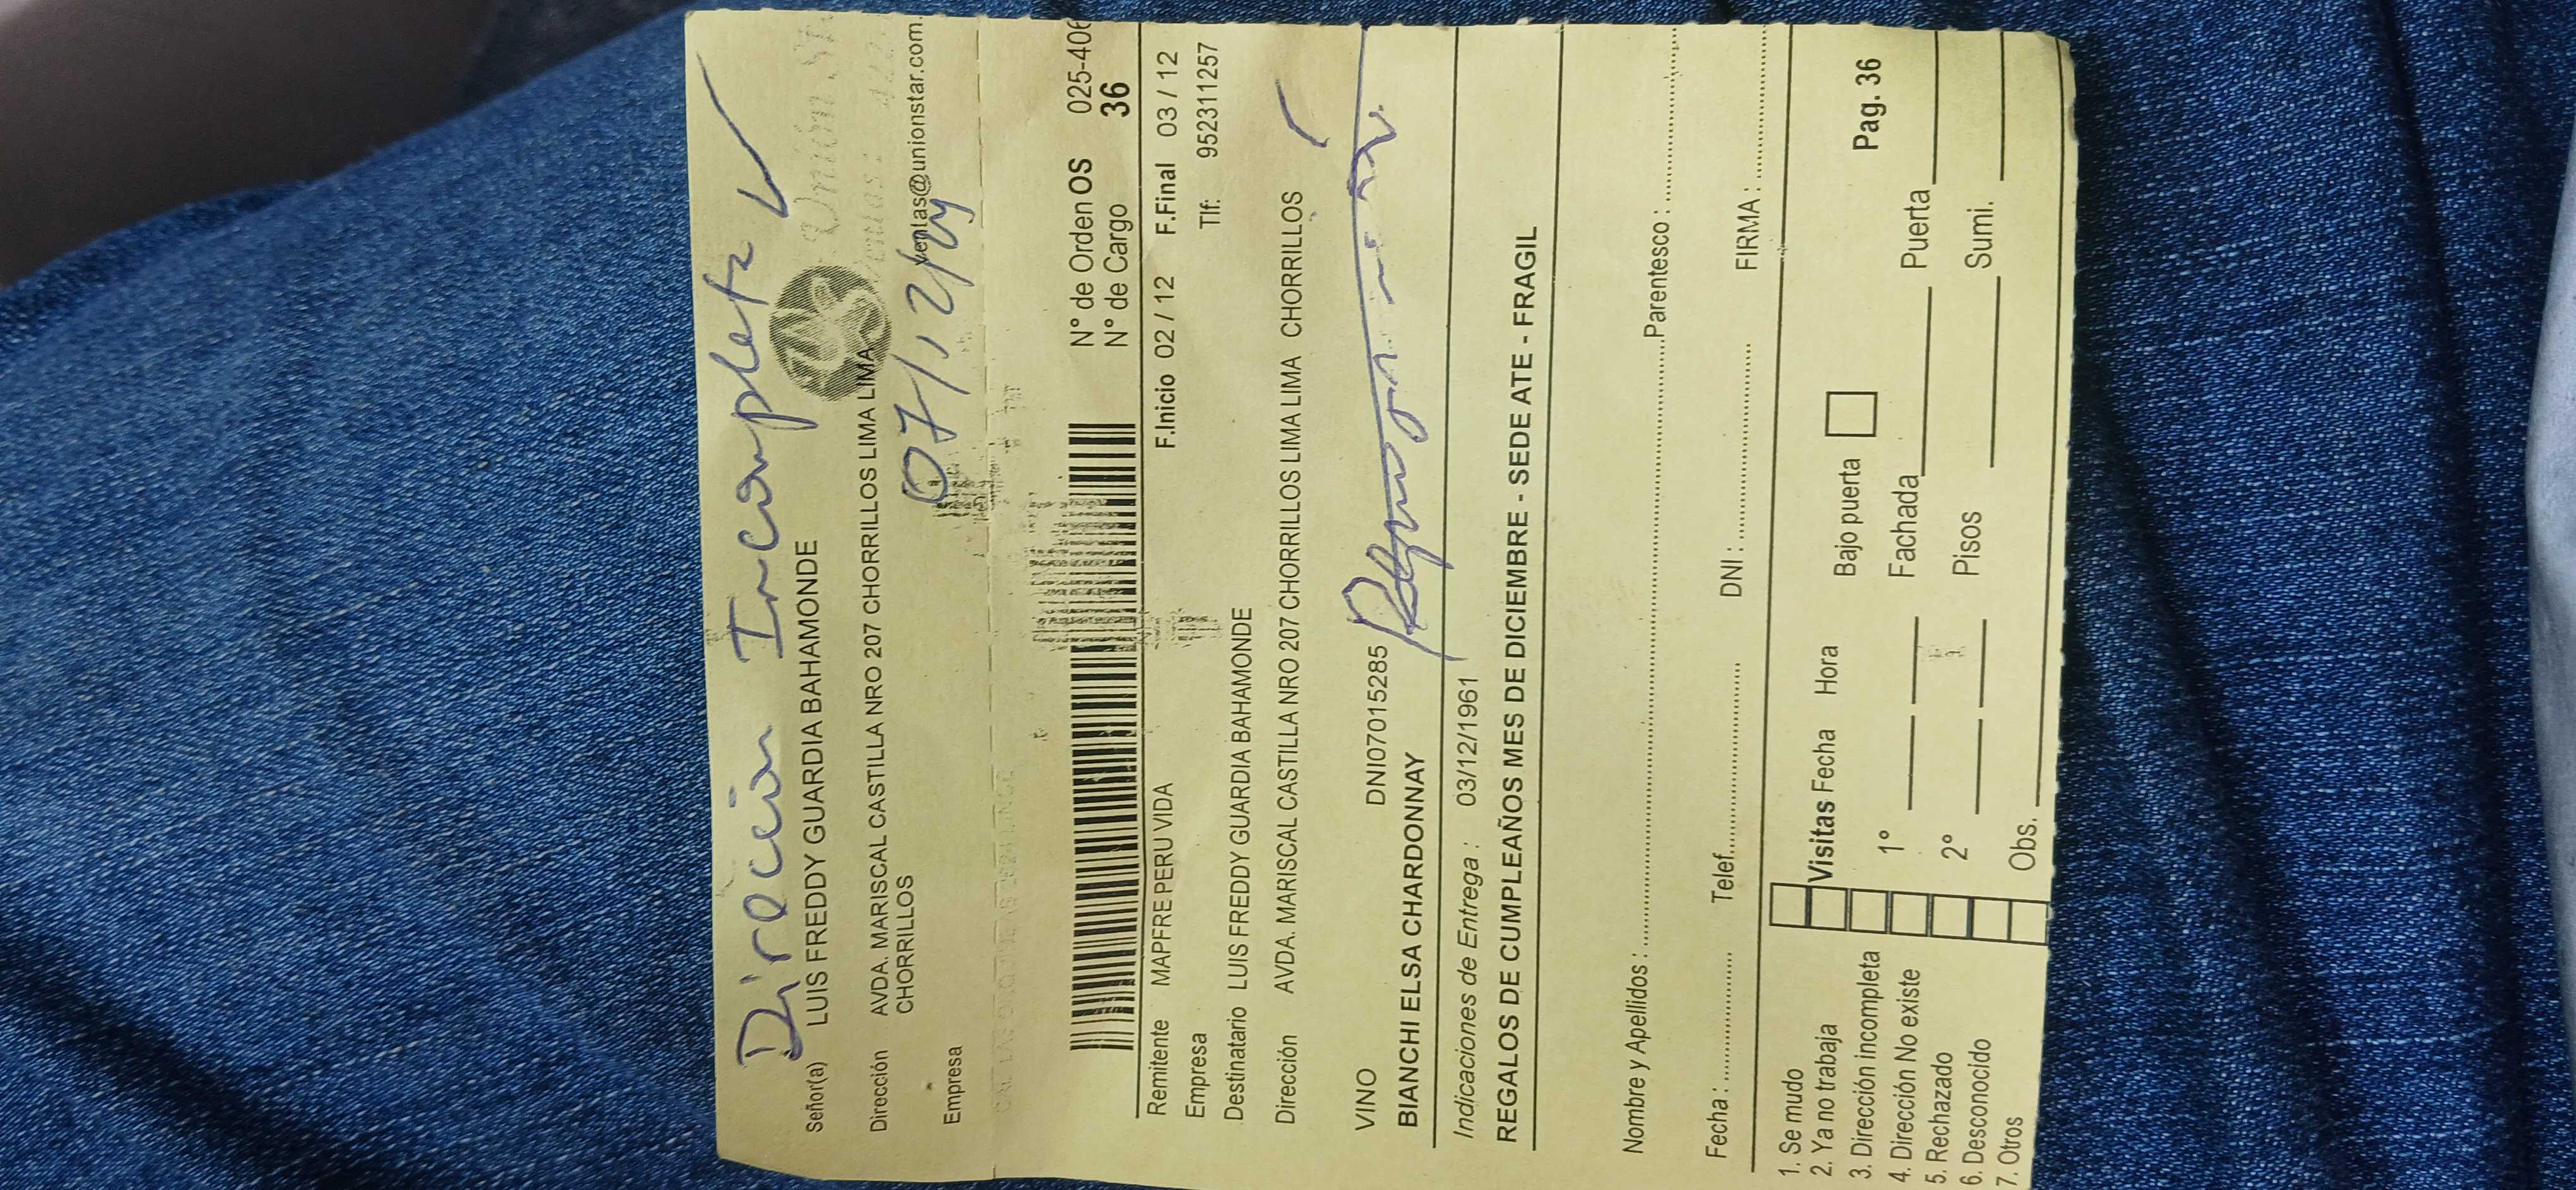 Direccion Incompleta
Señor(a) LUIS FREDDY GUARDIA BAHAMONDE
Dirección AVDA. MARISCAL CASTILLA NRO 207 CHORRILLOS LIMA LIMA
CHORRILLOS
07/12/24
Empresa
ventas@unionstar.com.
N° de Orden OS 025-406
N° de Cargo 36
Remitente MAPFRE PERU VIDA F.Inicio 02 / 12 F.Final 03 / 12
Empresa Tlf: 952311257
Destinatario LUIS FREDDY GUARDIA BAHAMONDE
Dirección AVDA. MARISCAL CASTILLA NRO 207 CHORRILLOS LIMA LIMA CHORRILLOS
VINO DNI07015285
BIANCHI ELSA CHARDONNAY
Indicaciones de Entrega : 03/12/1961
REGALOS DE CUMPLEAÑOS MES DE DICIEMBRE - SEDE ATE - FRAGIL
Nombre y Apellidos : Parentesco :
Fecha : Telef. DNI : FIRMA :
1. Se mudo
2. Ya no trabaja Visitas Fecha Hora Bajo puerta Pag. 36
3. Dirección incompleta
4. Dirección No existe 1° Fachada Puerta
5. Rechazado
6. Desconocido 2° Pisos Sumi.
7. Otros Obs.